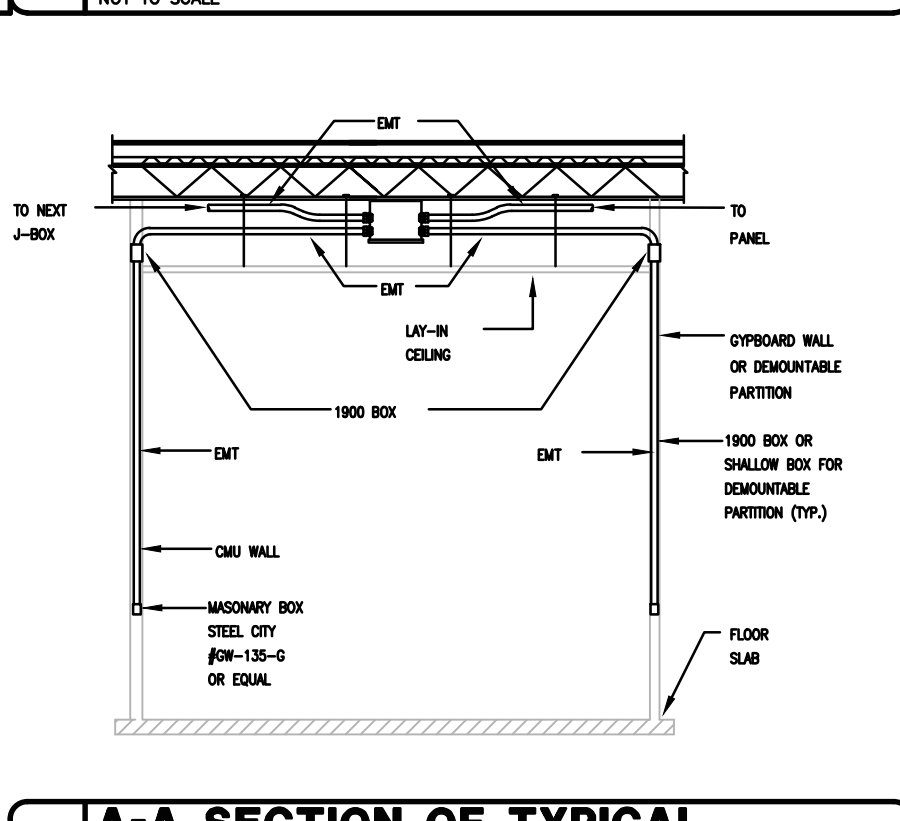 NOT TO SCALE
EMT
TO NEXT
J-BOX
TO
PANEL
EMT
LAY-IN
CEILING
GYPBOARD WALL
OR DEMOUNTABLE
PARTITION
1900 BOX
EMT
EMT
1900 BOX OR
SHALLOW BOX FOR
DEMOUNTABLE
PARTITION (TYP.)
CMU WALL
MASONARY BOX
STEEL CITY
#GW-135-G
OR EQUAL
FLOOR
SLAB
A-A SECTION OF TYPICAL